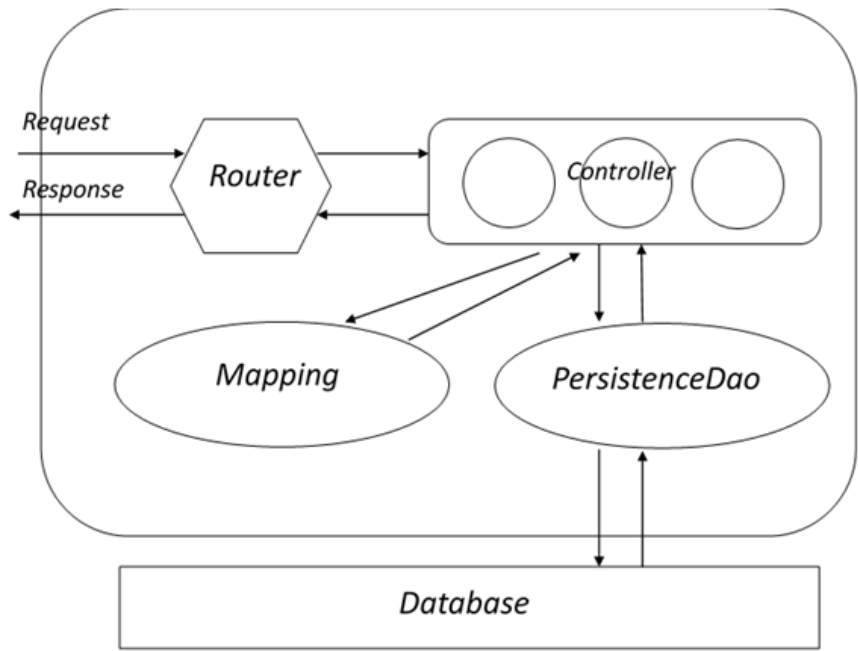 Request
Response
Router
Controller
Mapping
PersistenceDao
Database